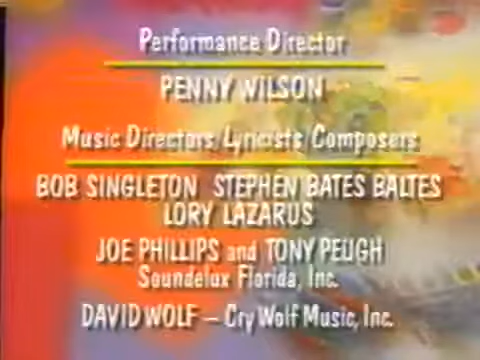 Performance Director
PENNY WILSON
Music Directors/Lyricists/Composers
BOB SINGLETON STEPHEN BATES BALTES
LORY LAZARUS
JOE PHILLIPS and TONY PEUGH
Soundelux Florida, Inc.
DAVID WOLF – Cry Wolf Music, Inc.